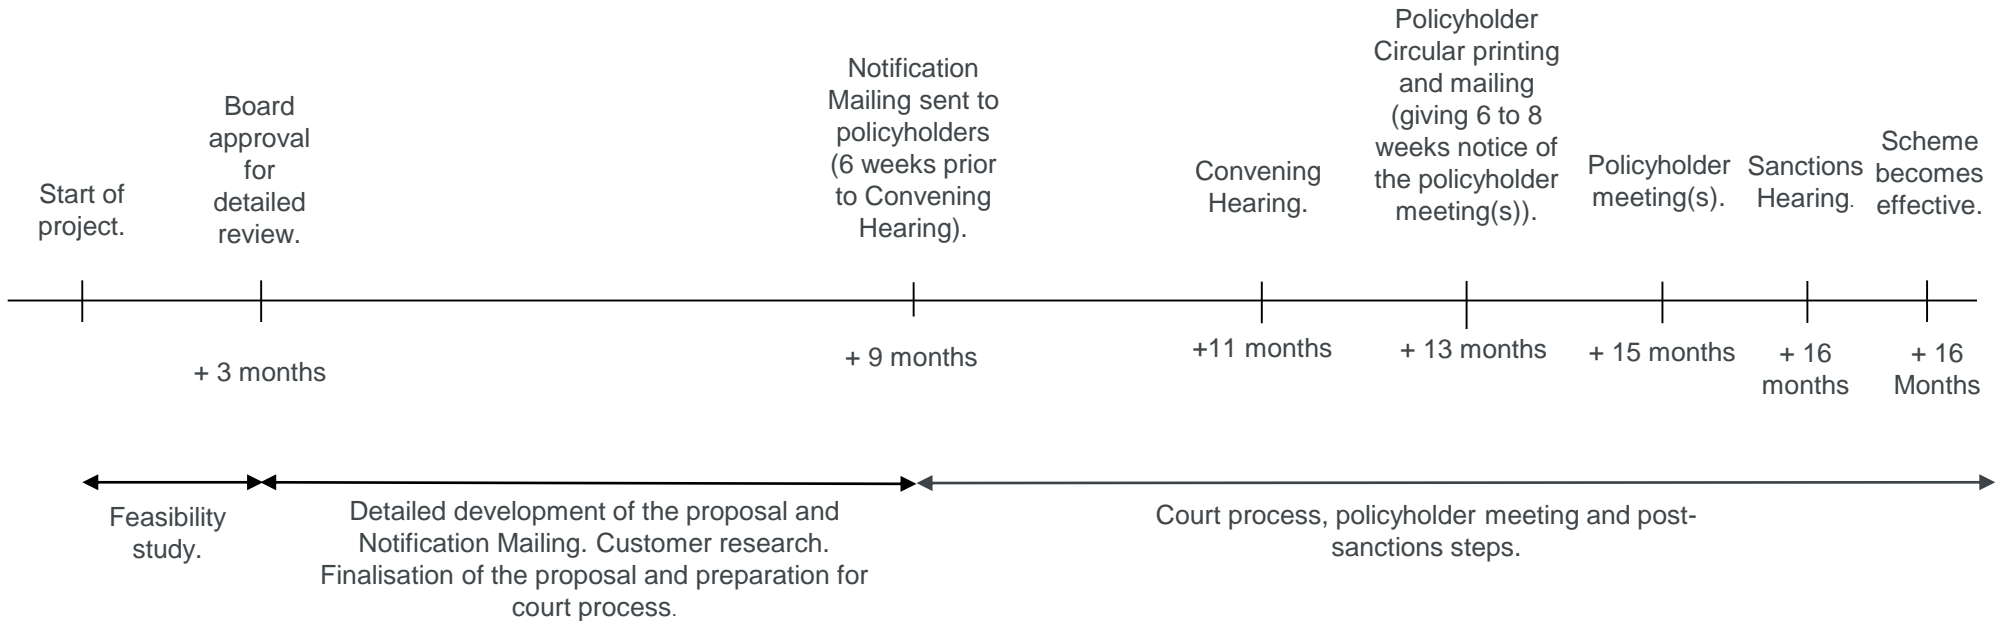 Start of
project.
Board
approval
for
detailed
review.
Notification
Mailing sent to
policyholders
(6 weeks prior
to Convening
Hearing).
Convening
Hearing.
Policyholder
Circular printing
and mailing
(giving 6 to 8
weeks notice of
the policyholder
meeting(s)).
Policyholder
meeting(s).
Sanctions
Hearing.
Scheme
becomes
effective.
+ 3 months
+ 9 months
+11 months
+ 13 months
+ 15 months
+ 16
months
+ 16
Months
Feasibility
study.
Detailed development of the proposal and
Notification Mailing. Customer research.
Finalisation of the proposal and preparation for
court process.
Court process, policyholder meeting and post-
sanctions steps.